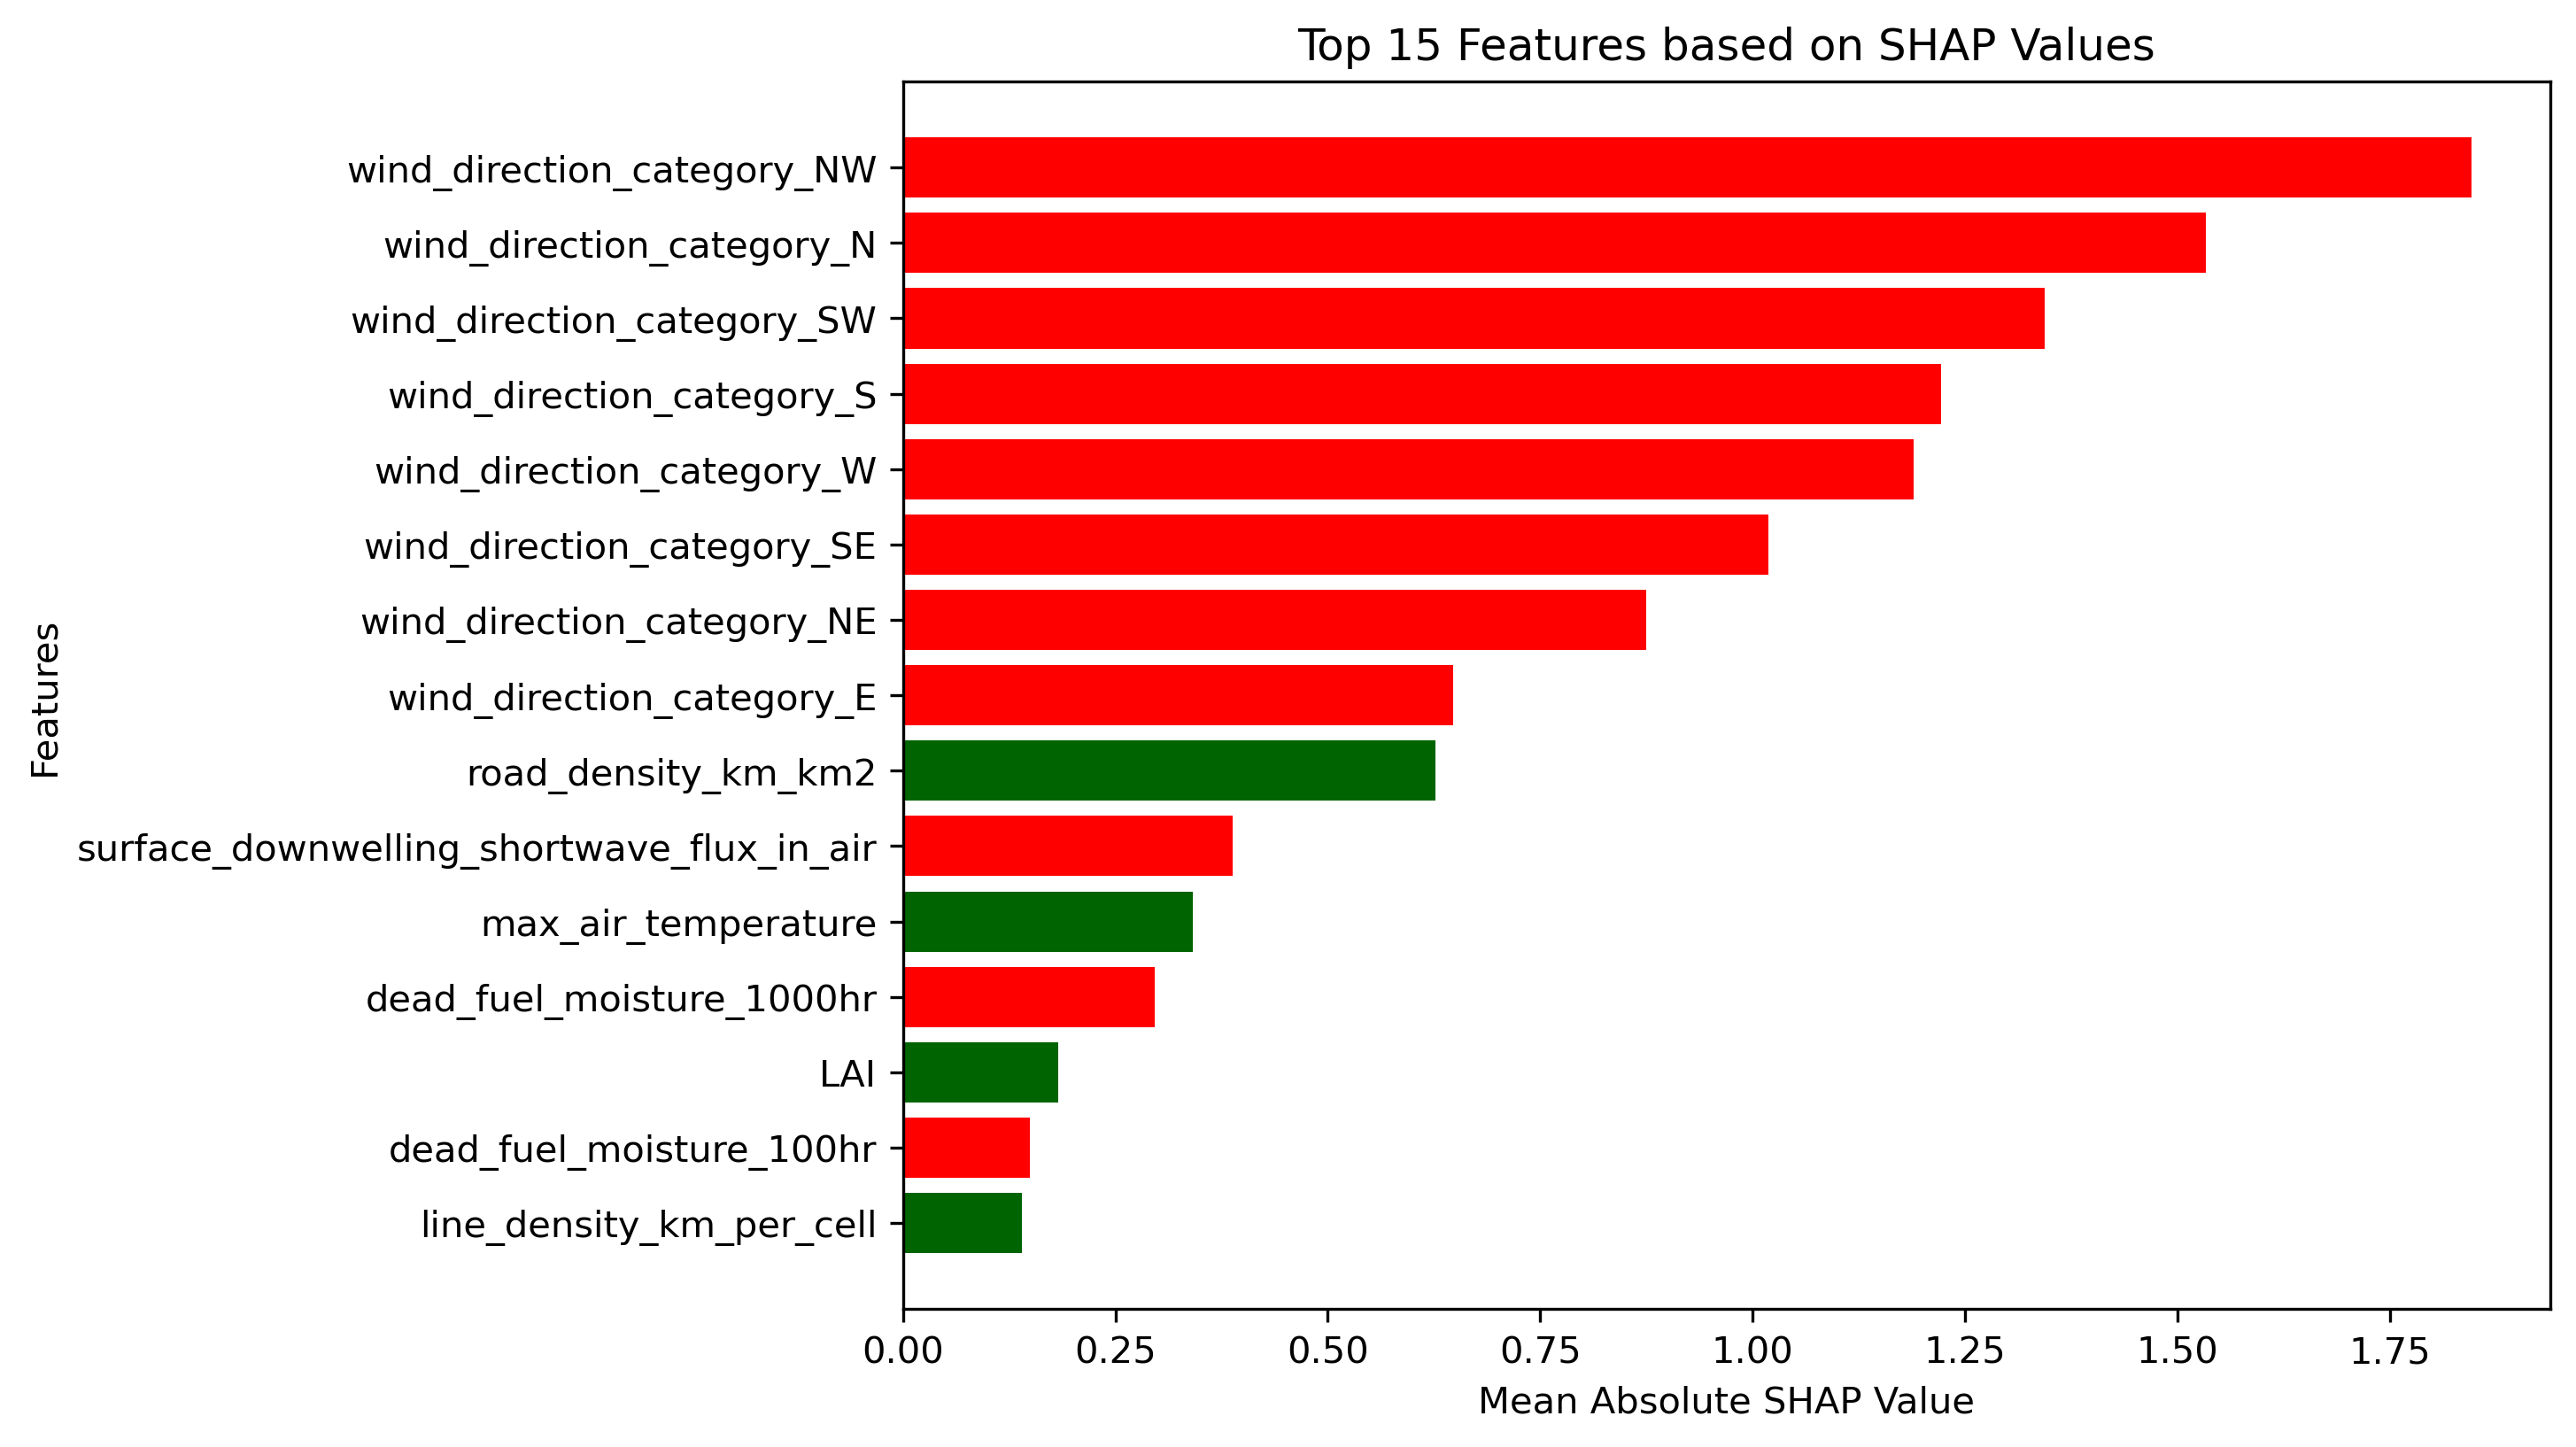 Top 15 Features based on SHAP Values
Features
wind_direction_category_NW
wind_direction_category_N
wind_direction_category_SW
wind_direction_category_S
wind_direction_category_W
wind_direction_category_SE
wind_direction_category_NE
wind_direction_category_E
road_density_km_km2
surface_downwelling_shortwave_flux_in_air
max_air_temperature
dead_fuel_moisture_1000hr
LAI
dead_fuel_moisture_100hr
line_density_km_per_cell
0.00 0.25 0.50 0.75 1.00 1.25 1.50 1.75
Mean Absolute SHAP Value